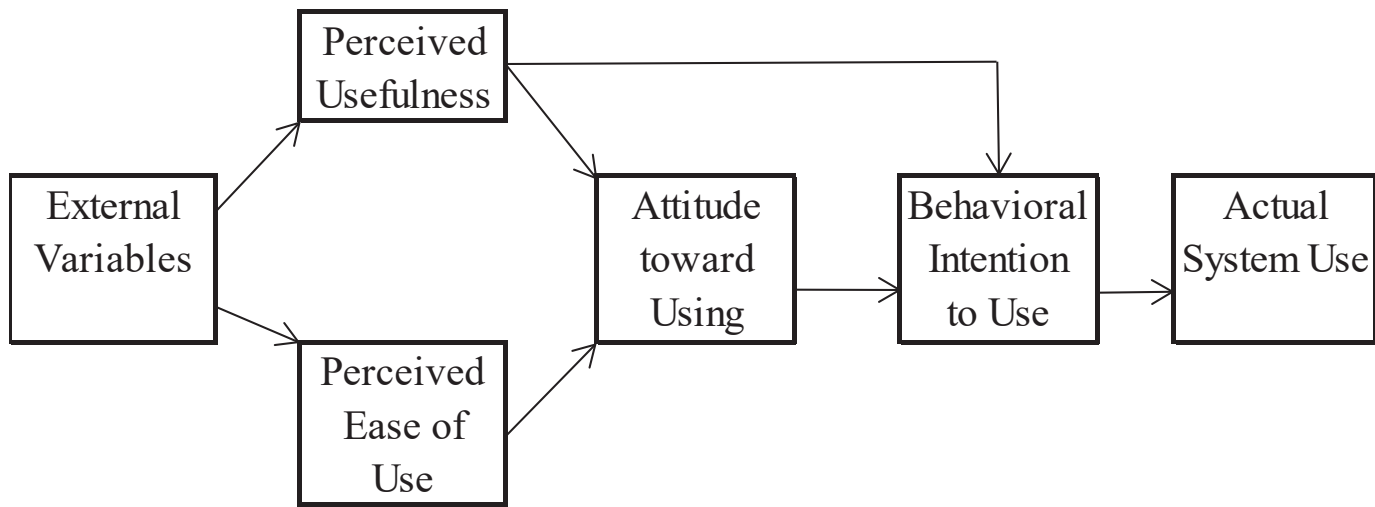 Perceived
Usefulness
External
Variables
Attitude
toward
Using
Behavioral
Intention
to Use
Actual
System Use
Perceived
Ease of
Use